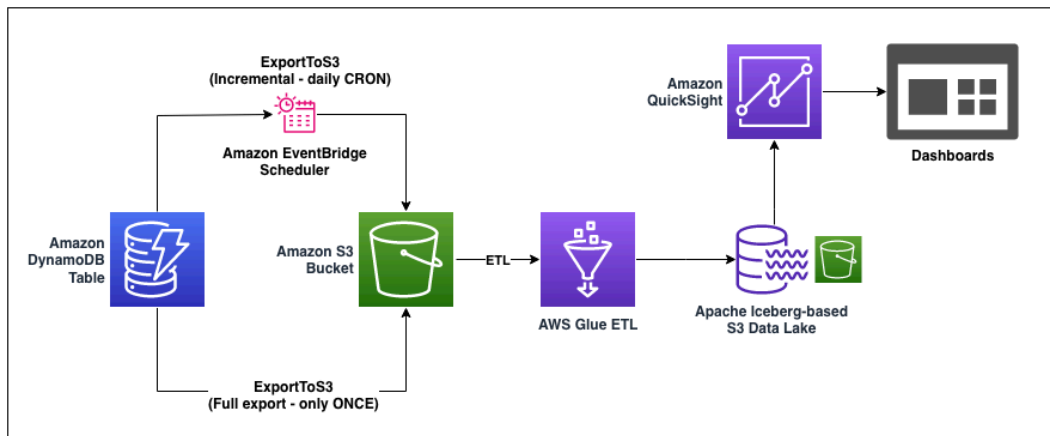 ExportToS3
(Incremental - daily CRON)
Amazon EventBridge
Scheduler
Amazon
DynamoDB
Table
Amazon S3
Bucket
ExportToS3
(Full export - only ONCE)
ETL
AWS Glue ETL
Apache Iceberg-based
S3 Data Lake
Amazon
QuickSight
Dashboards